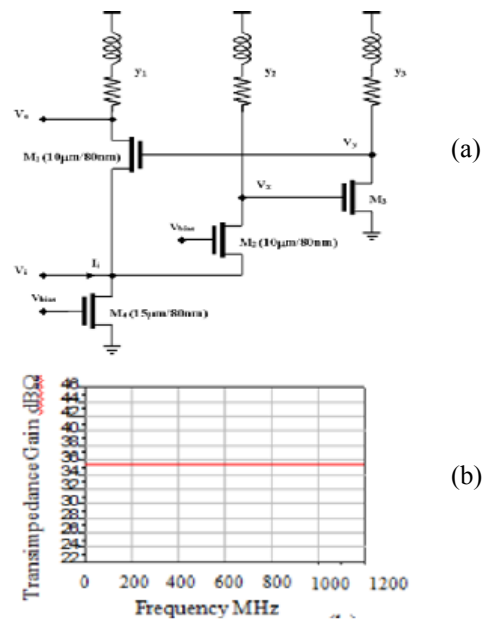 y₁
y₂
y₃
Vₒ
M₁ (10μm/80nm)
Vᵧ
(a)
Vₓ
M₃
Vbias
M₂ (10μm/80nm)
Vᵢ
Iᵢ
Vbias
M₄ (15μm/80nm)
Transimpedance Gain dBΩ
46
44
42
40
38
36
34
32
30
28
26
24
22
(b)
0 200 400 600 800 1000 1200
Frequency MHz